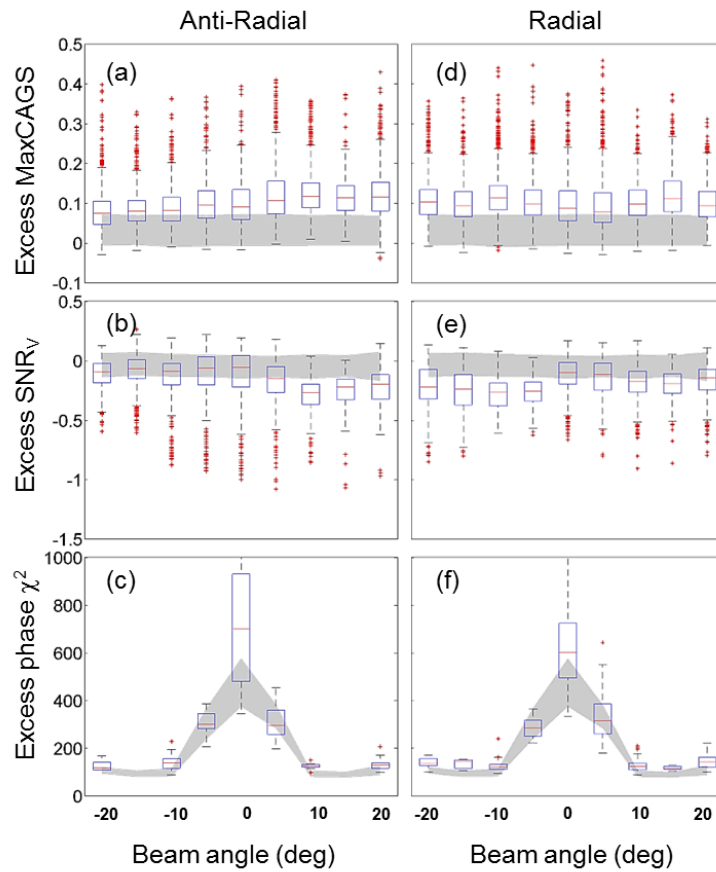 Anti-Radial
Radial
(a)
(d)
Excess MaxCAGS
0.5
0.4
0.3
0.2
0.1
0
-0.1
(b)
(e)
Excess SNRV
0.5
0
-0.5
-1
-1.5
(c)
(f)
Excess phase χ²
1000
800
600
400
200
0
-20 -10 0 10 20
-20 -10 0 10 20
Beam angle (deg)
Beam angle (deg)